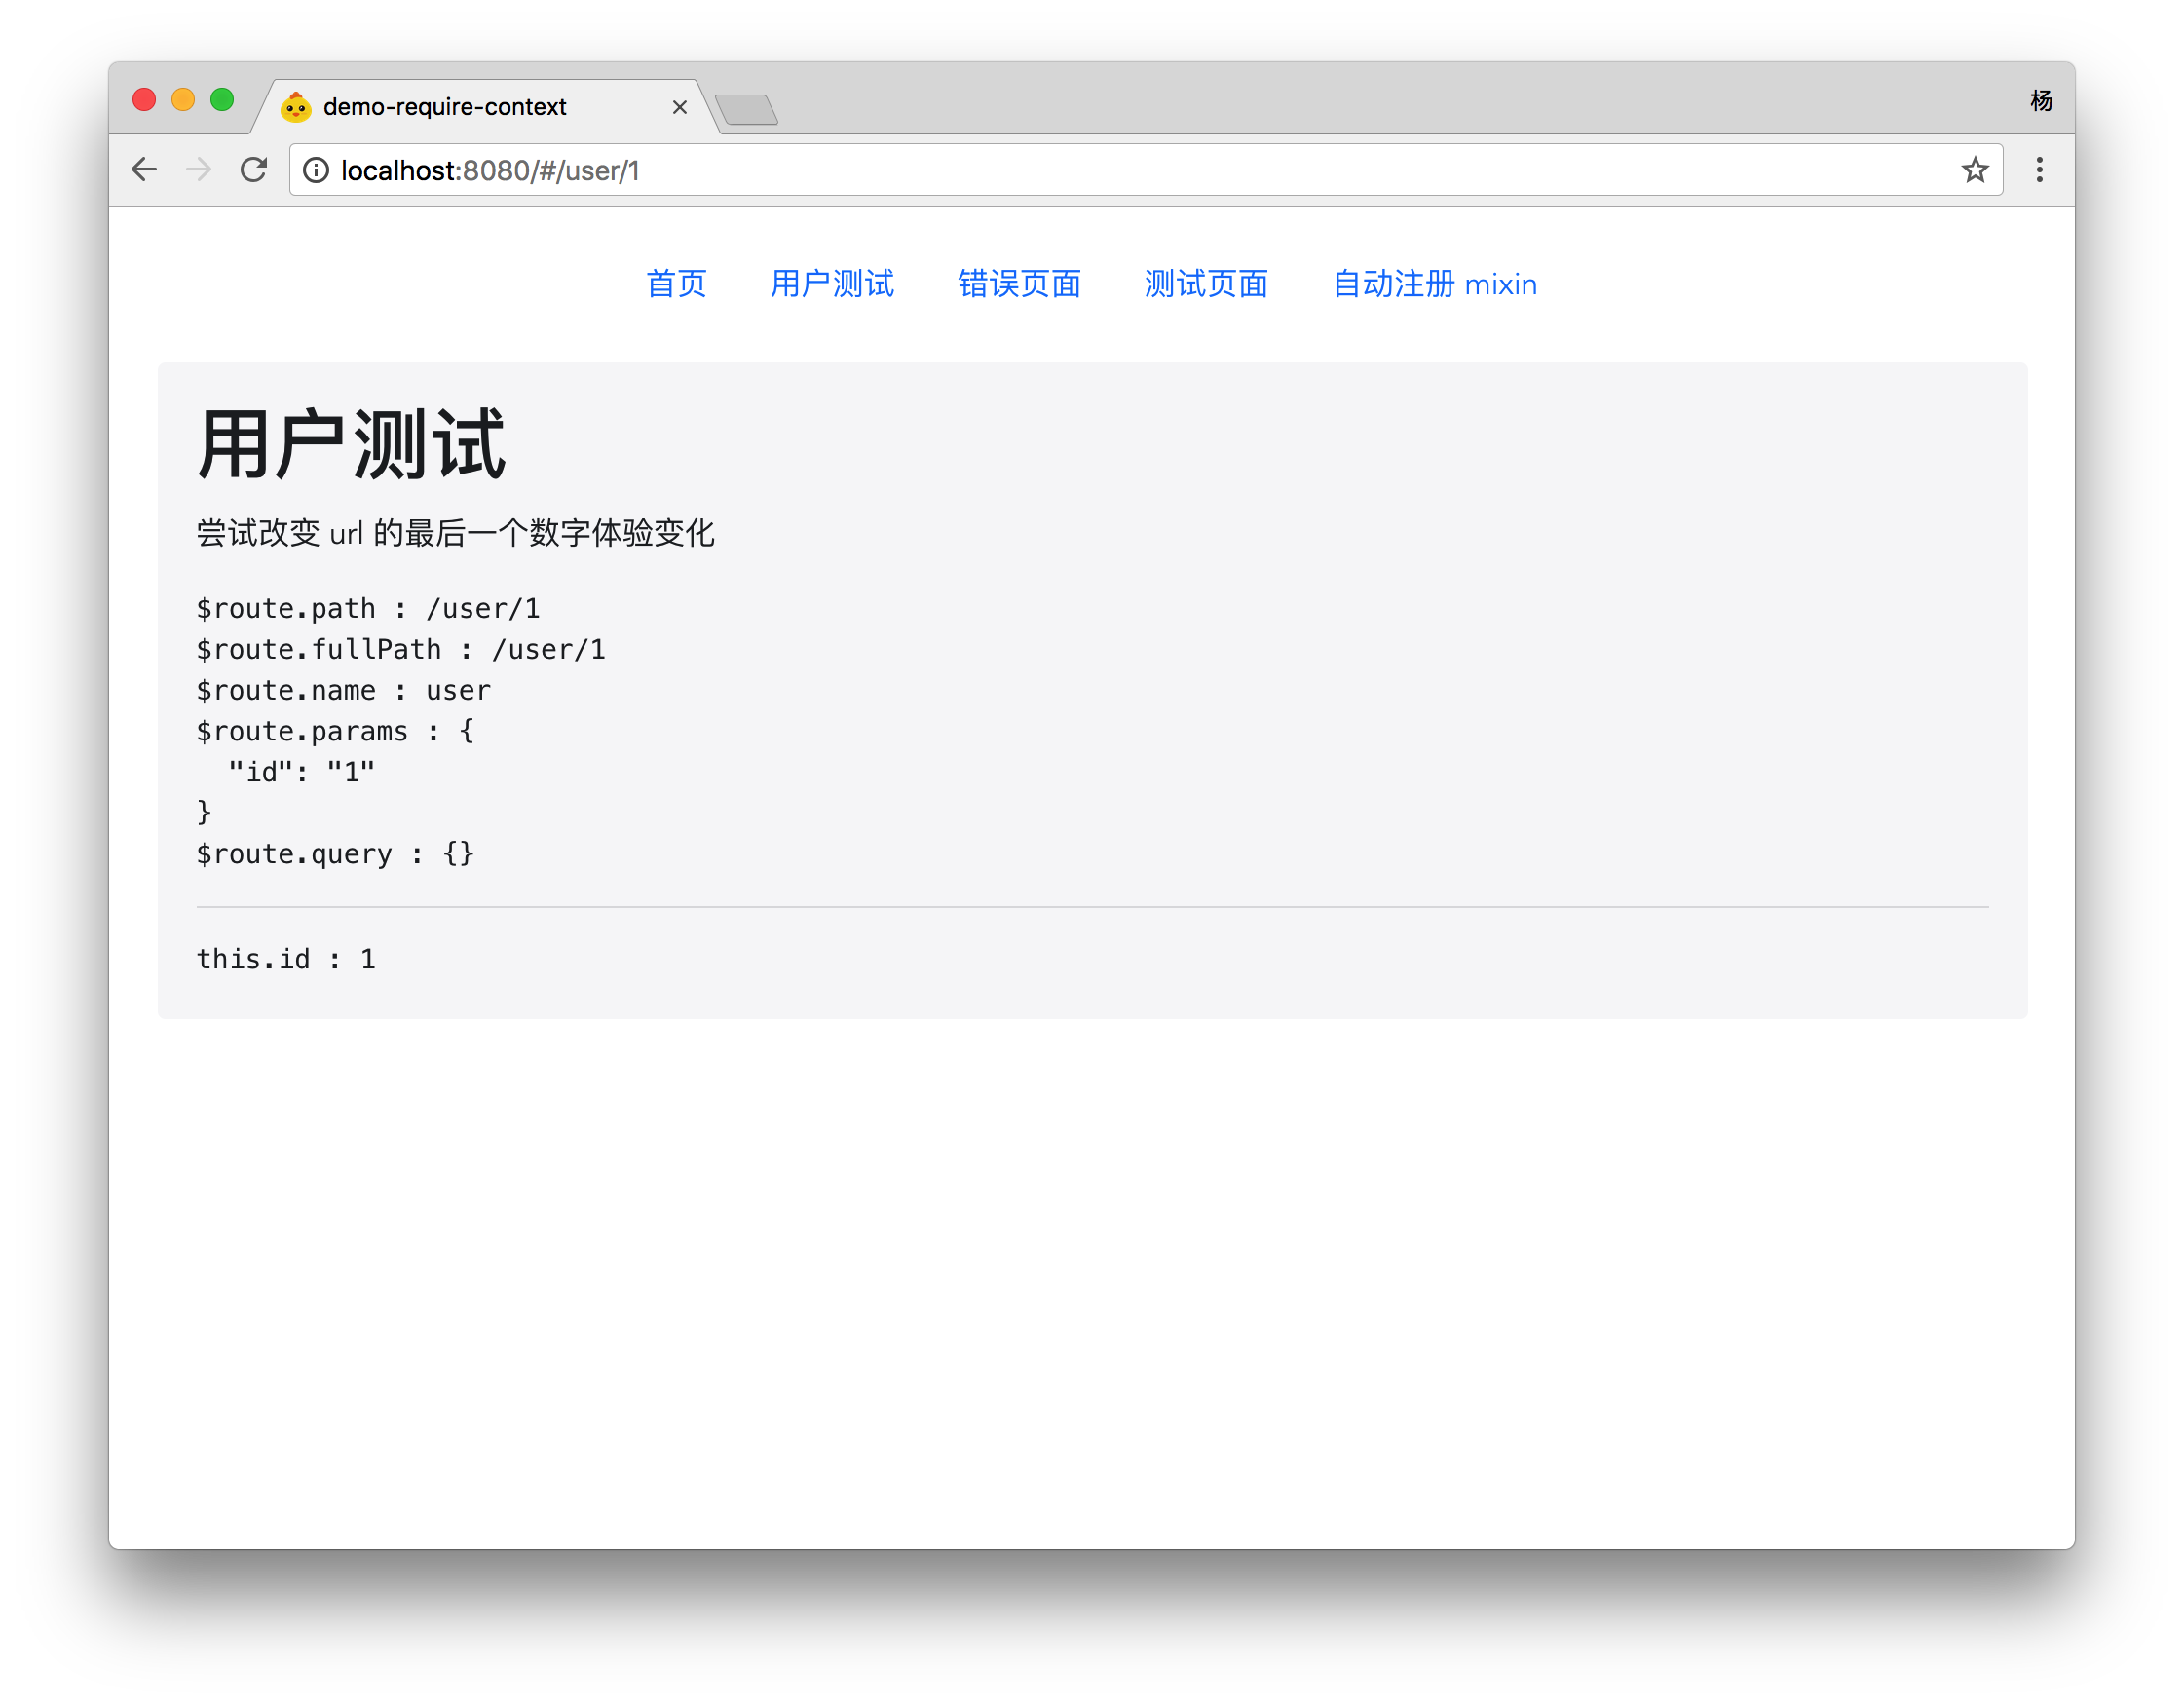 demo-require-context
杨
localhost:8080/#/user/1
首页 用户测试 错误页面 测试页面 自动注册 mixin
用户测试
尝试改变 url 的最后一个数字体验变化
$route.path : /user/1
$route.fullPath : /user/1
$route.name : user
$route.params : {
  "id": "1"
}
$route.query : {}
this.id : 1